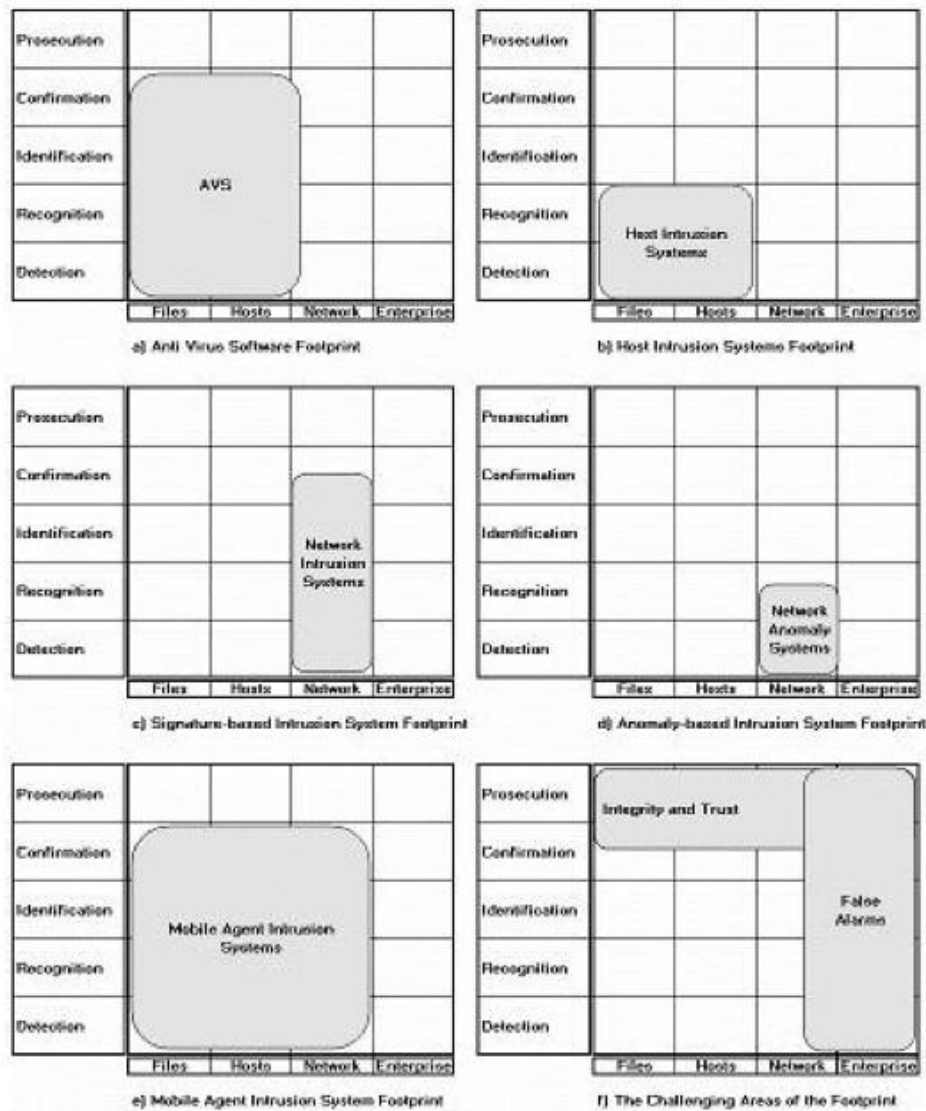 Prosecution
Confirmation
Identification
Recognition
Detection
AVS
Files Hosts Network Enterprise
a) Anti Virus Software Footprint
Prosecution
Confirmation
Identification
Recognition
Detection
Host Intrusion
Systems
Files Hosts Network Enterprise
b) Host Intrusion Systems Footprint
Prosecution
Confirmation
Identification
Recognition
Detection
Network
Intrusion
Systems
Files Hosts Network Enterprise
c) Signature-based Intrusion System Footprint
Prosecution
Confirmation
Identification
Recognition
Detection
Network
Anomaly
Systems
Files Hosts Network Enterprise
d) Anomaly-based Intrusion System Footprint
Prosecution
Confirmation
Identification
Recognition
Detection
Mobile Agent Intrusion
Systems
Files Hosts Network Enterprise
e) Mobile Agent Intrusion System Footprint
Prosecution
Confirmation
Identification
Recognition
Detection
Integrity and Trust
False
Alarms
Files Hosts Network Enterprise
f) The Challenging Areas of the Footprint